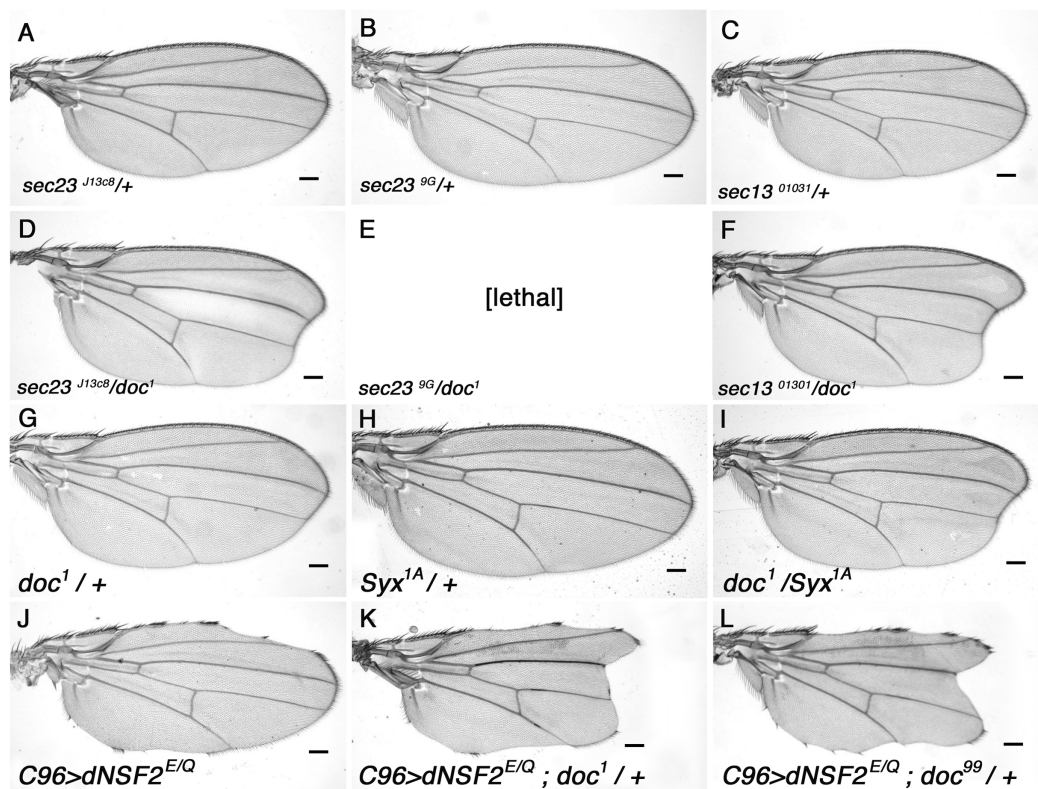 A
B
C
sec23 J13c8/+
sec23 9G/+
sec13 01031/+
D
E
F
[lethal]
sec23 J13c8/doc1
sec23 9G/doc1
sec13 01301/doc1
G
H
I
doc1 / +
Syx1A / +
doc1 /Syx1A
J
K
L
C96>dNSF2E/Q
C96>dNSF2E/Q ; doc1 / +
C96>dNSF2E/Q ; doc99 / +